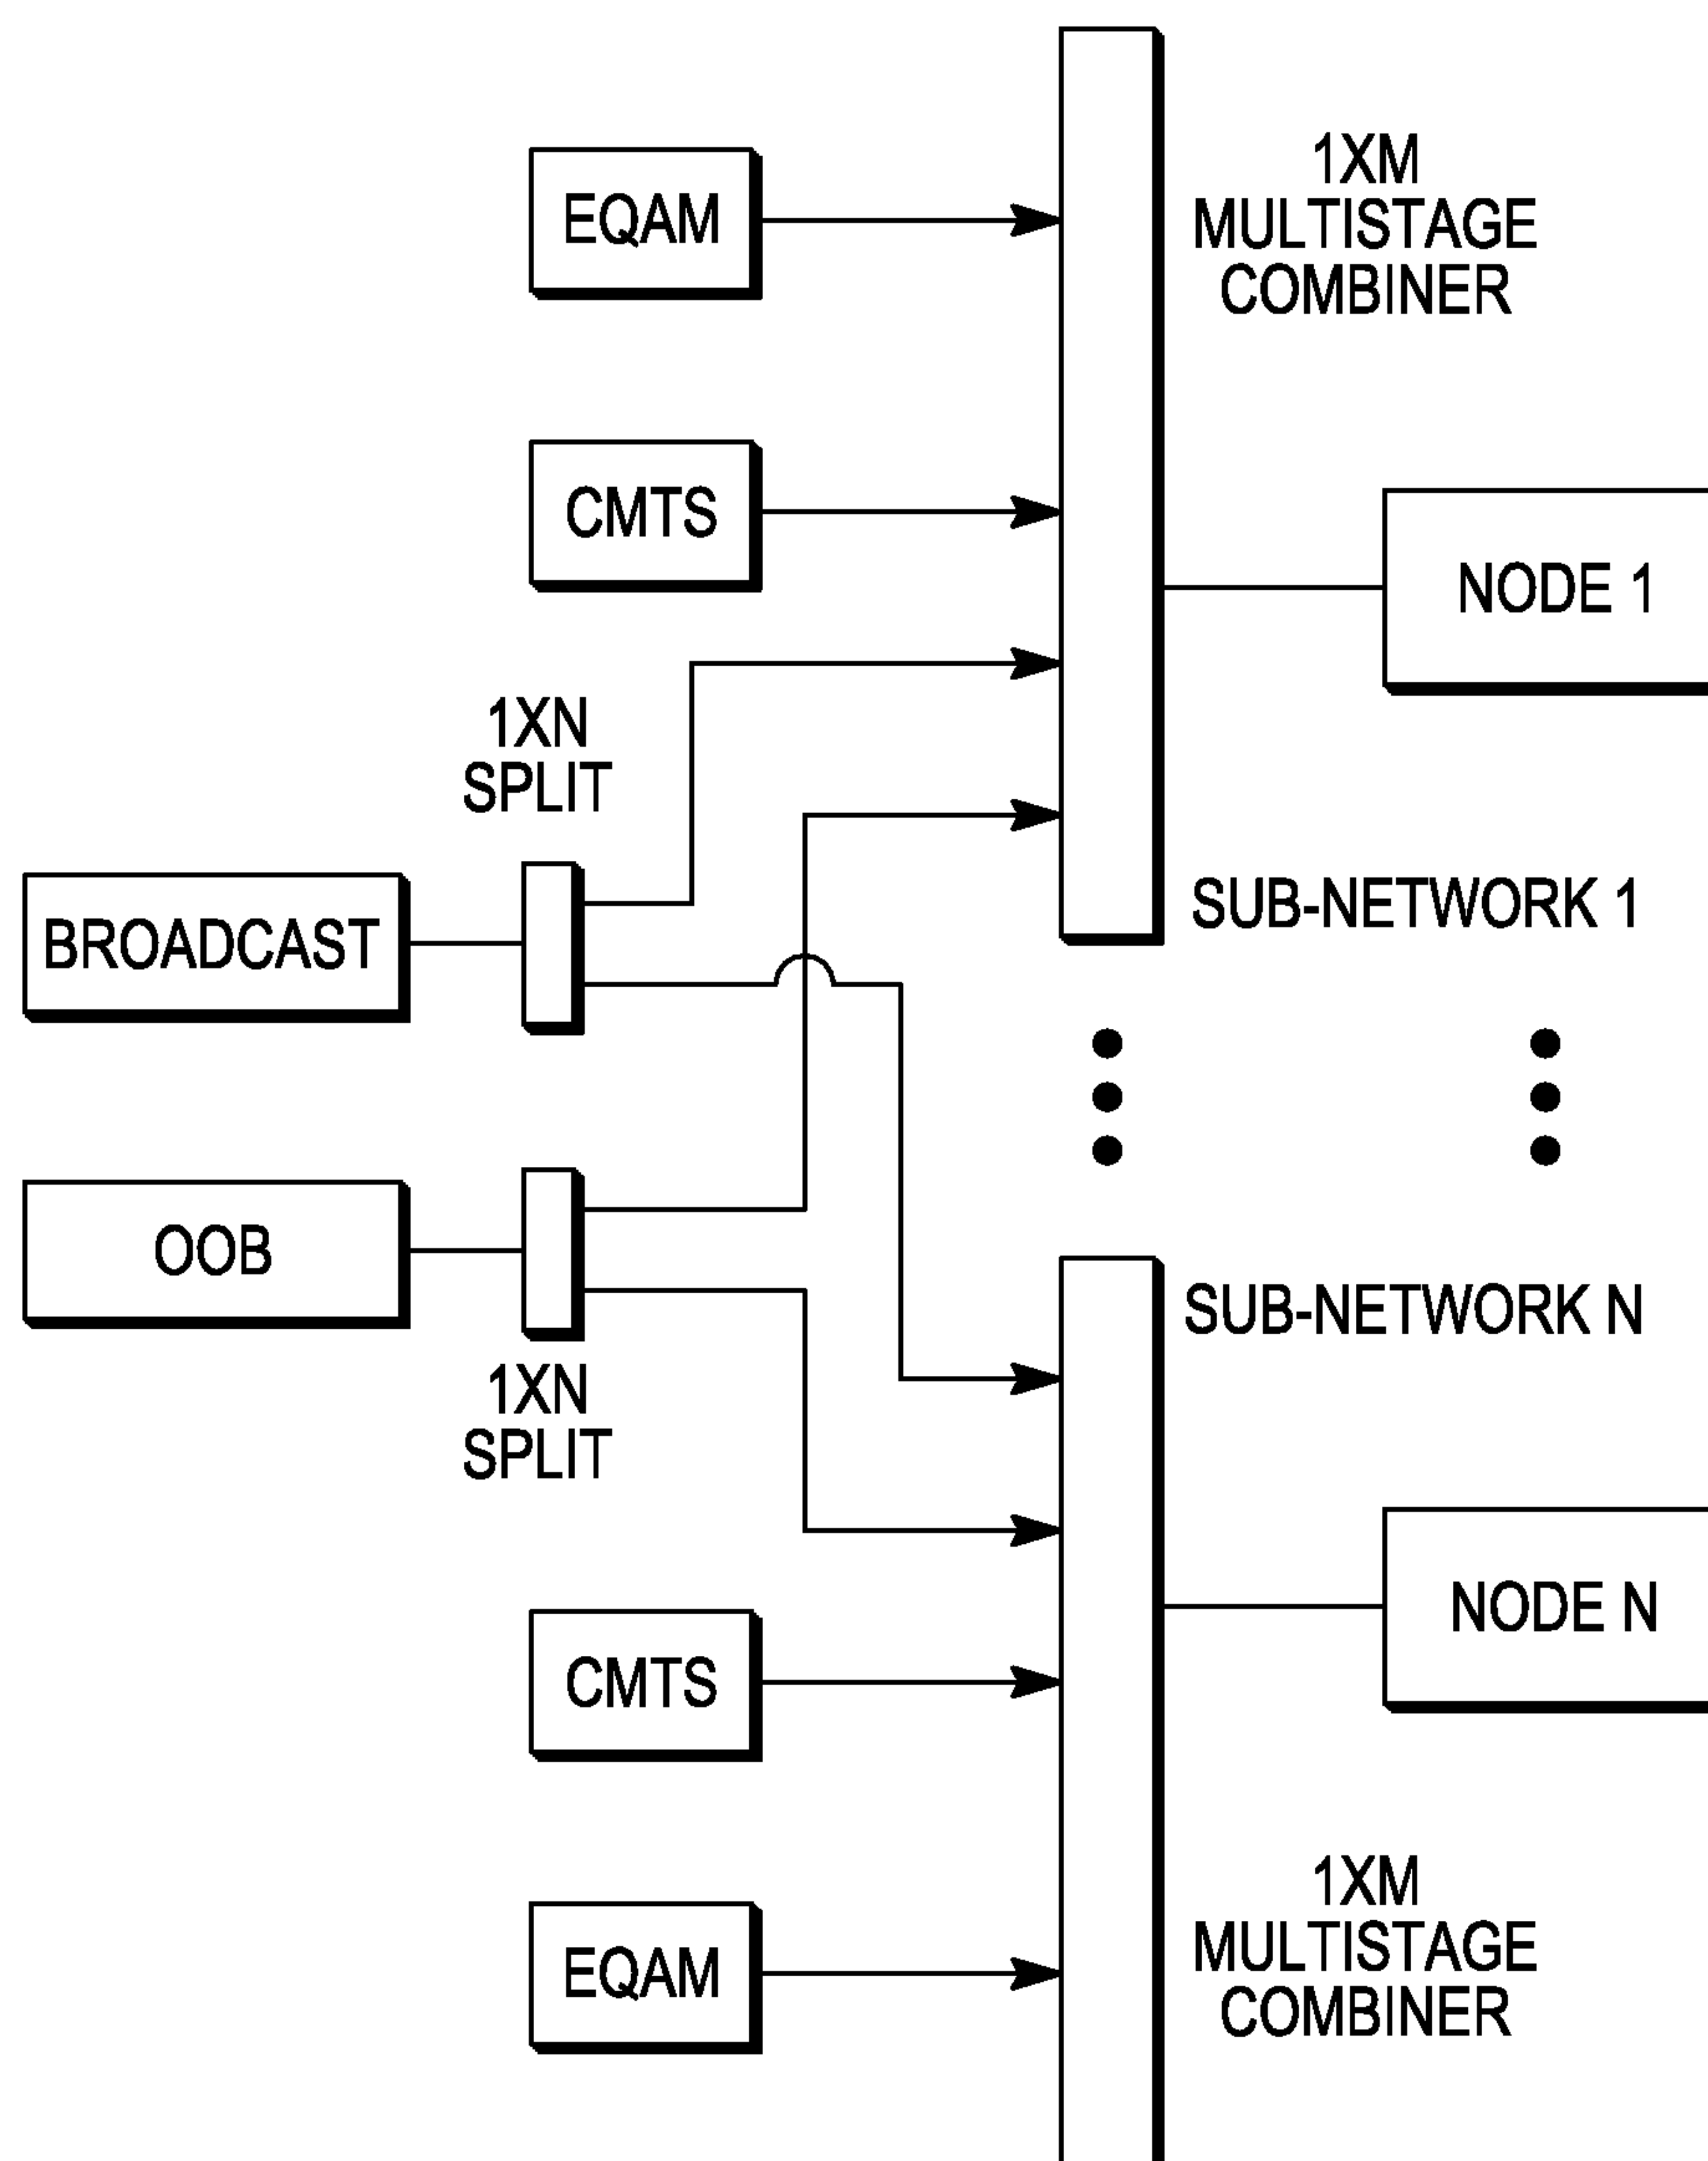 EQAM
1XM
MULTISTAGE
COMBINER
CMTS
NODE 1
1XN
SPLIT
BROADCAST
SUB-NETWORK 1
OOB
SUB-NETWORK N
1XN
SPLIT
NODE N
CMTS
1XM
MULTISTAGE
COMBINER
EQAM